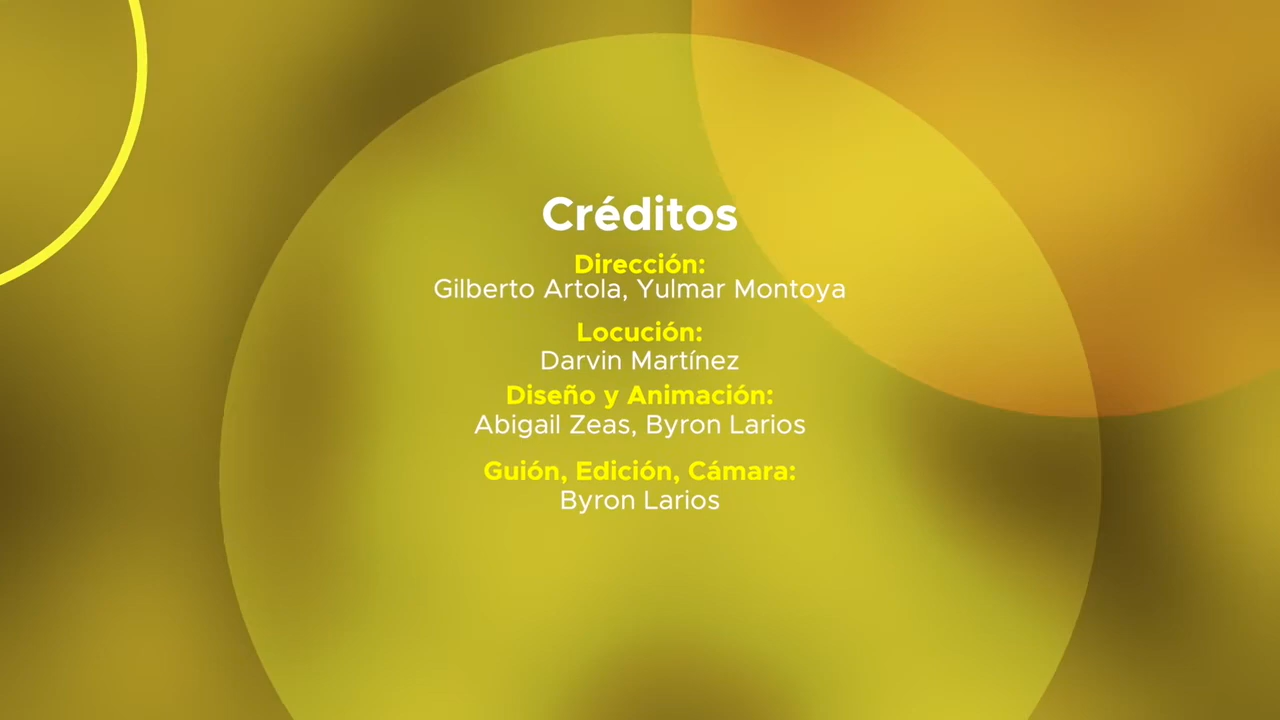 Créditos
Dirección:
Gilberto Artola, Yulmar Montoya
Locución:
Darvin Martínez
Diseño y Animación:
Abigail Zeas, Byron Larios
Guión, Edición, Cámara:
Byron Larios